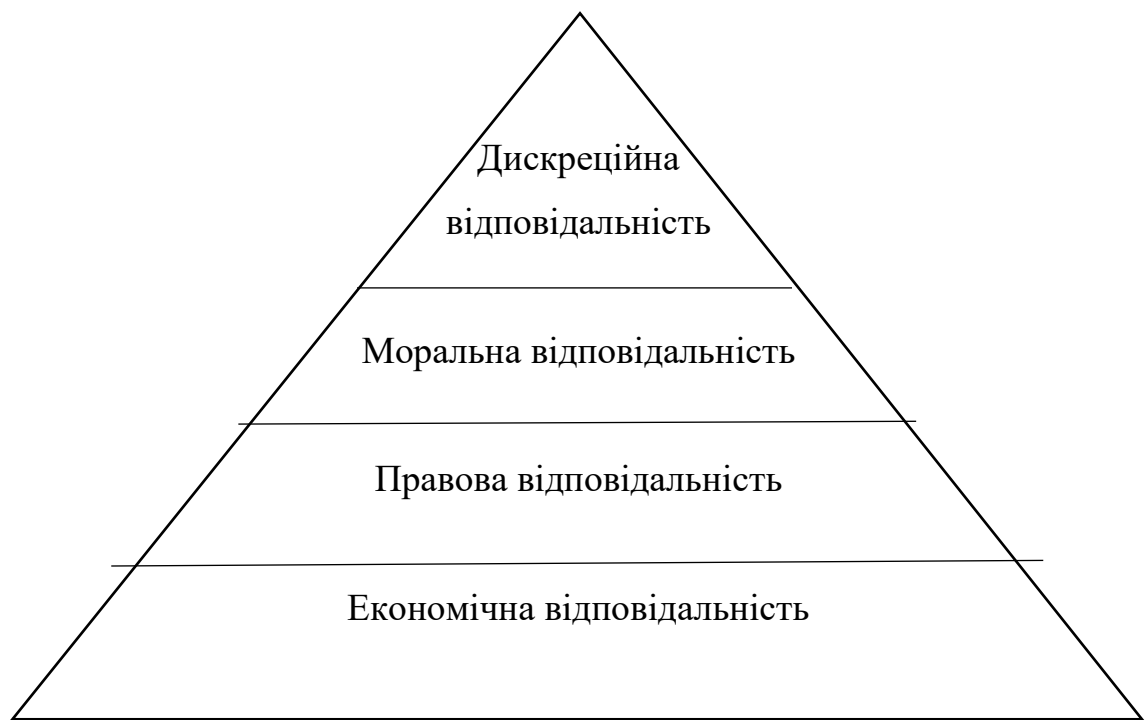 Дискреційна
відповідальність
Моральна відповідальність
Правова відповідальність
Економічна відповідальність